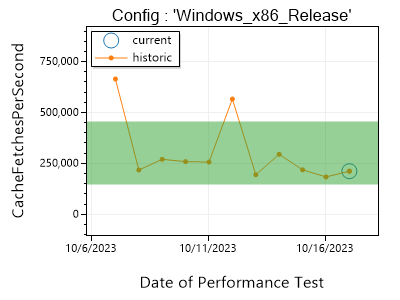 Config : 'Windows_x86_Release'
current
historic
750,000
500,000
250,000
0
CacheFetchesPerSecond
10/6/2023
10/11/2023
10/16/2023
Date of Performance Test